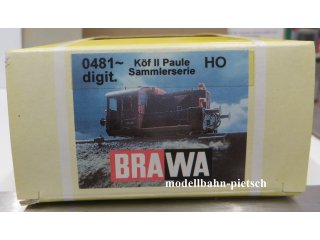 0481~ Köf II Paule HO
digit. Sammlerserie
BRAWA
modellbahn-pietsch